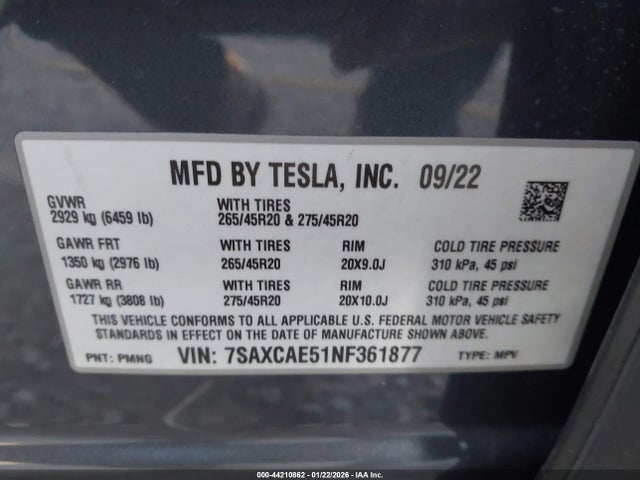 MFD BY TESLA, INC. 09/22
GVWR
2929 kg (6459 lb)
WITH TIRES
265/45R20 & 275/45R20
GAWR FRT
1350 kg (2976 lb)
WITH TIRES
265/45R20
RIM
20X9.0J
COLD TIRE PRESSURE
310 kPa, 45 psi
GAWR RR
1727 kg (3808 lb)
WITH TIRES
275/45R20
RIM
20X10.0J
COLD TIRE PRESSURE
310 kPa, 45 psi
THIS VEHICLE CONFORMS TO ALL APPLICABLE U.S. FEDERAL MOTOR VEHICLE SAFETY
STANDARDS IN EFFECT ON THE DATE OF MANUFACTURE SHOWN ABOVE.
PNT: PMNG VIN: 7SAXCAE51NF361877 TYPE: MPV
000-44210862 - 01/22/2026 - IAA Inc.